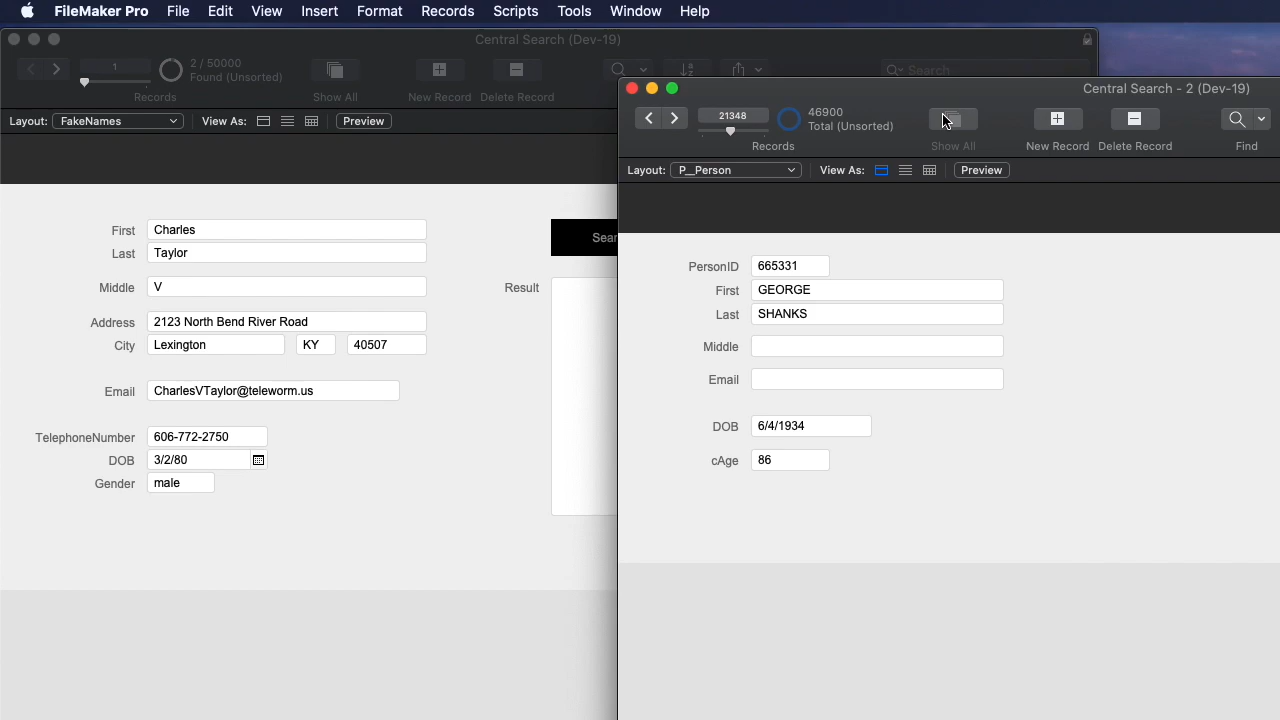 FileMaker Pro File Edit View Insert Format Records Scripts Tools Window Help
Central Search (Dev-19)
1
2 / 50000
Found (Unsorted)
Search
Records Show All New Record Delete Record
Layout: FakeNames View As: Preview
First Charles
Last Taylor
Middle V
Address 2123 North Bend River Road
City Lexington KY 40507
Email CharlesVTaylor@teleworm.us
TelephoneNumber 606-772-2750
DOB 3/2/80
Gender male
Result
Central Search - 2 (Dev-19)
21348
46900
Total (Unsorted)
Records Show All New Record Delete Record Find
Layout: P__Person View As: Preview
PersonID 665331
First GEORGE
Last SHANKS
Middle
Email
DOB 6/4/1934
cAge 86